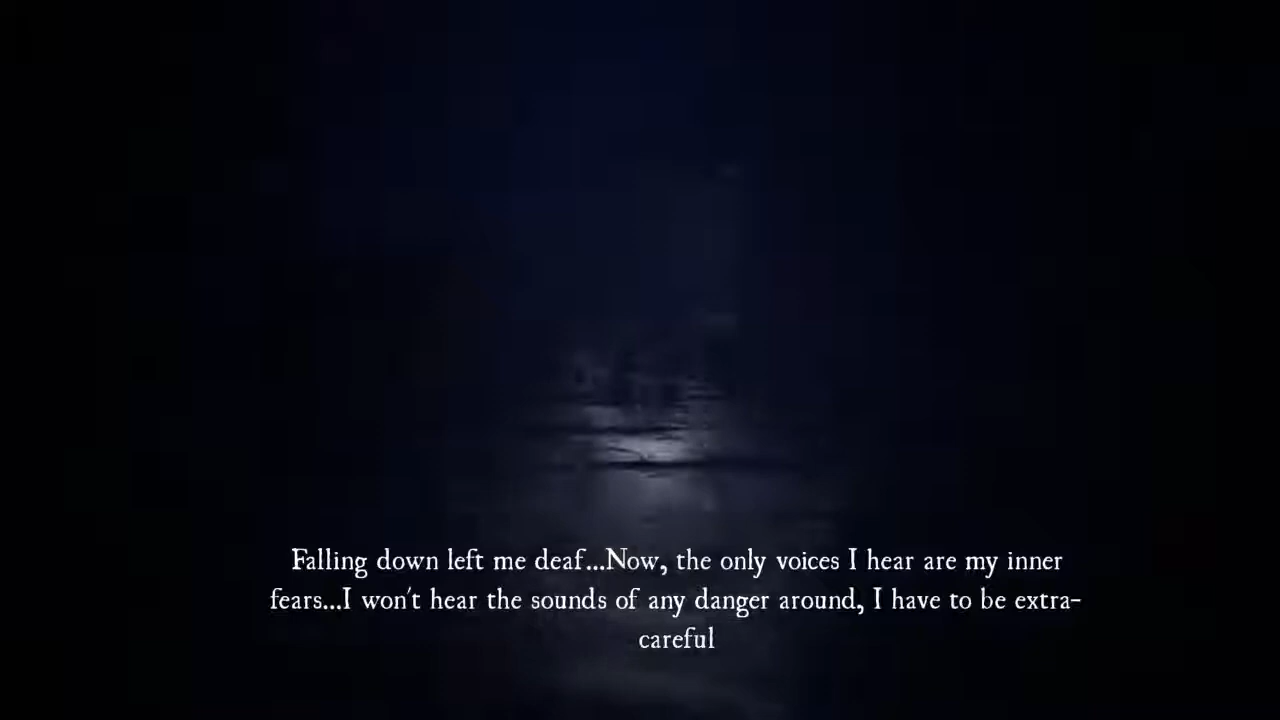 Falling down left me deaf...Now, the only voices I hear are my inner
fears...I won't hear the sounds of any danger around, I have to be extra-
careful